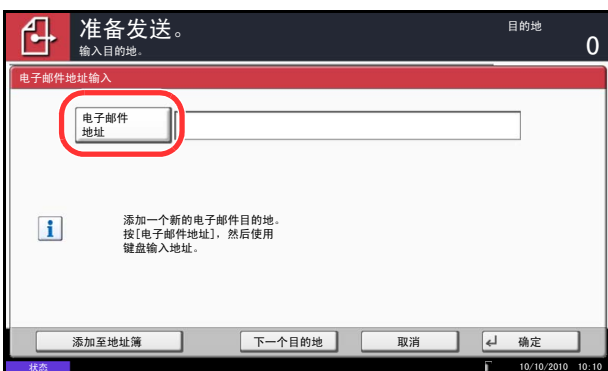 准备发送。
输入目的地。
目的地
0
电子邮件地址输入
电子邮件
地址
添加一个新的电子邮件目的地。
按[电子邮件地址], 然后使用
键盘输入地址。
添加至地址簿
下一个目的地
取消
确定
状态
10/10/2010 10:10